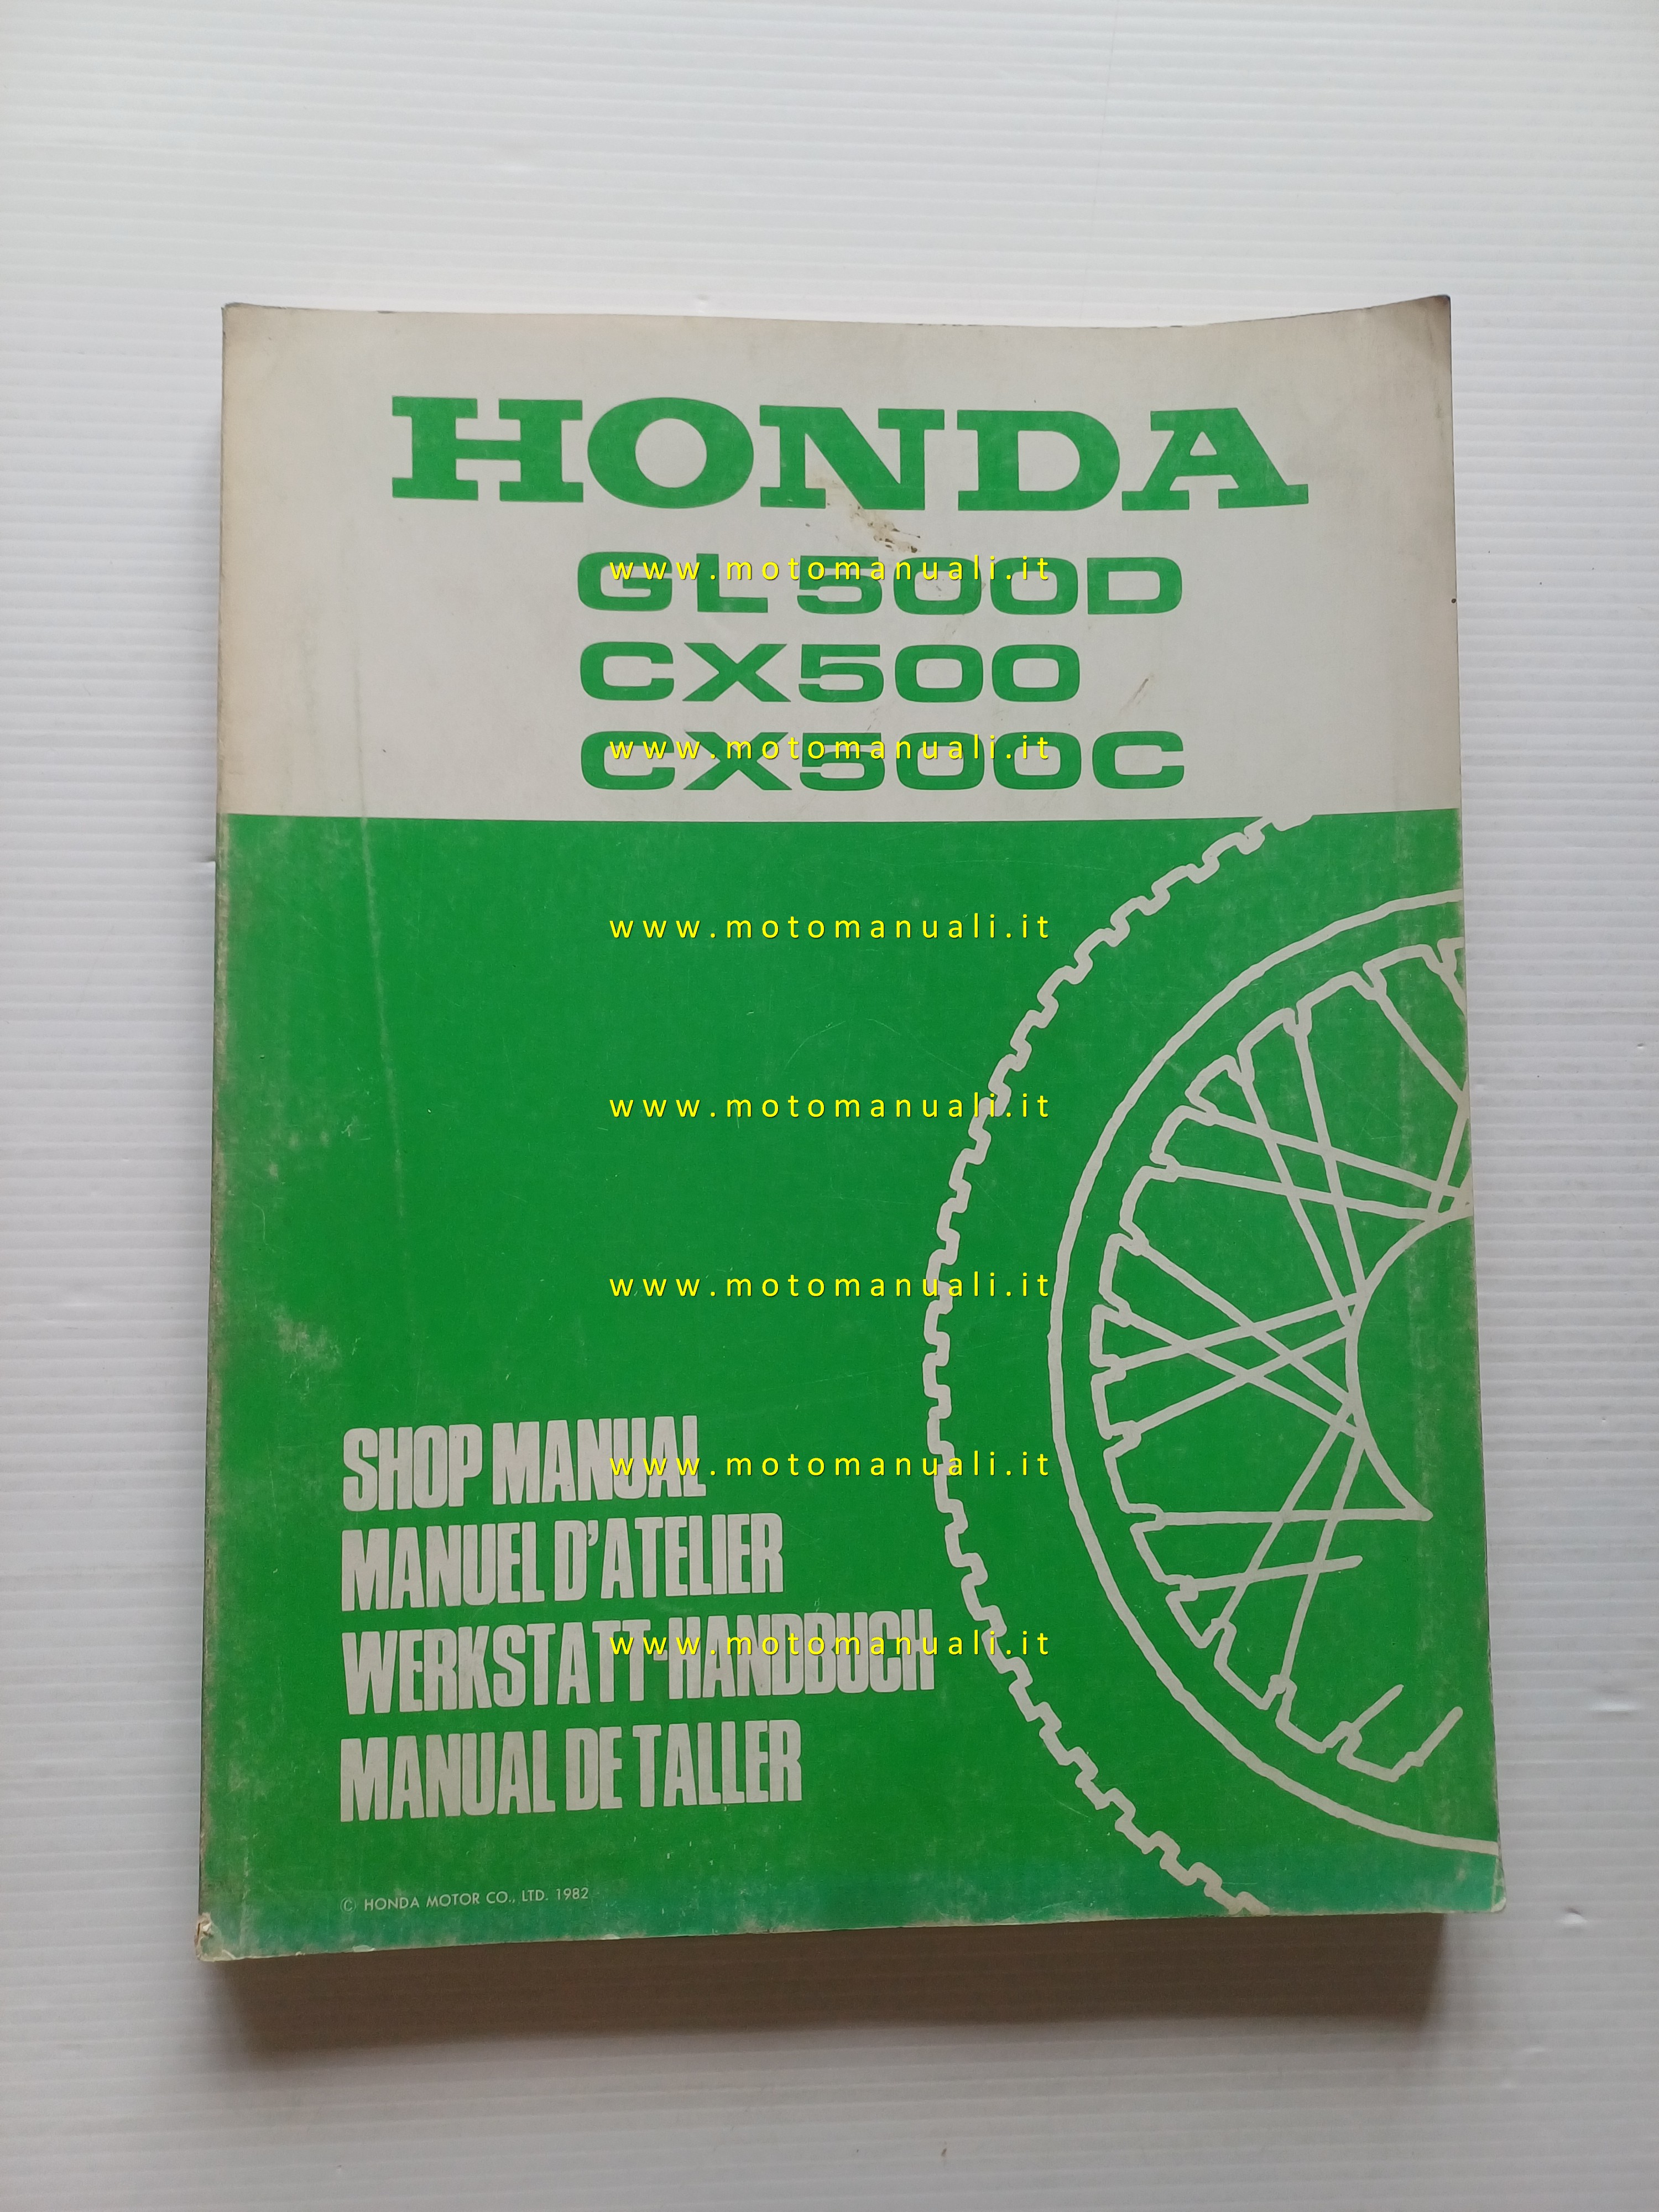 HONDA
GL500D
www.motomanuali.it
CX500
CX500C
www.motomanuali.it
www.motomanuali.it
www.motomanuali.it
www.motomanuali.it
SHOP MANUAL
www.motomanuali.it
MANUEL D'ATELIER
WERKSTATT-HANDBUCH
www.motomanuali.it
MANUAL DE TALLER
© HONDA MOTOR CO., LTD. 1982